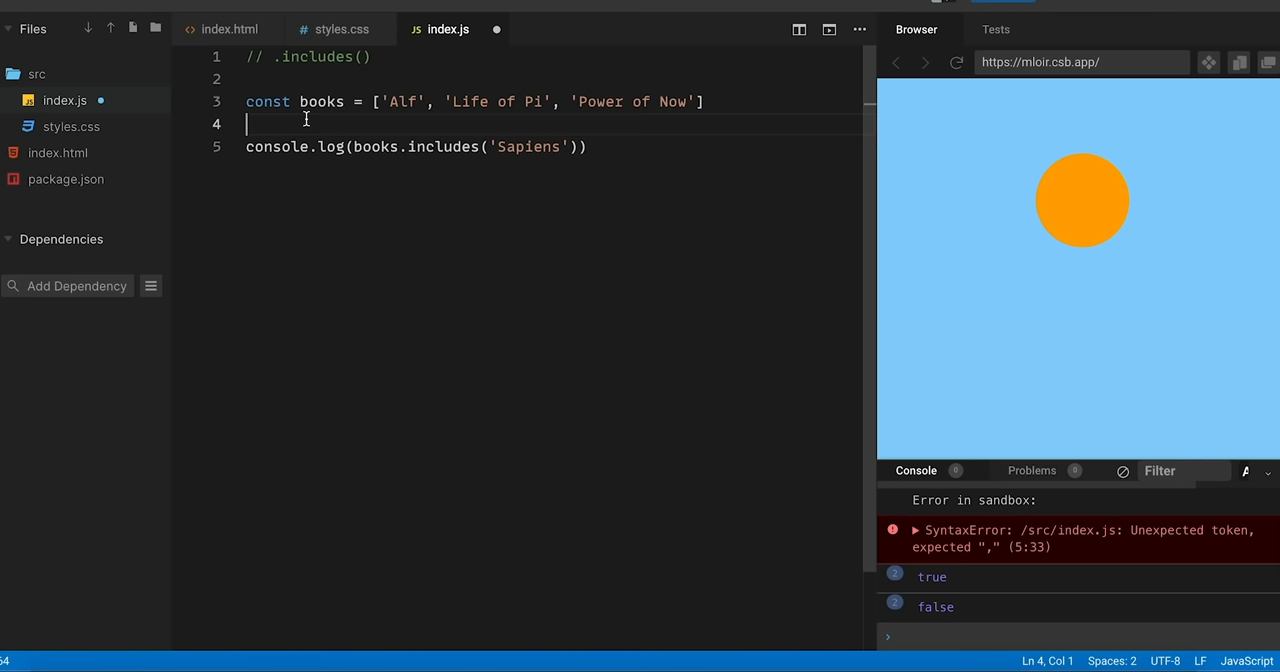 Files
src
index.js
styles.css
index.html
package.json
Dependencies
Add Dependency
index.html
styles.css
JS index.js
1 // .includes()
2
3 const books = ['Alf', 'Life of Pi', 'Power of Now']
4
5 console.log(books.includes('Sapiens'))
Browser
Tests
https://mloir.csb.app/
Console 0
Problems 0
Filter
Error in sandbox:
SyntaxError: /src/index.js: Unexpected token,
expected "," (5:33)
2 true
2 false
›
64
Ln 4, Col 1
Spaces: 2
UTF-8
LF
JavaScript